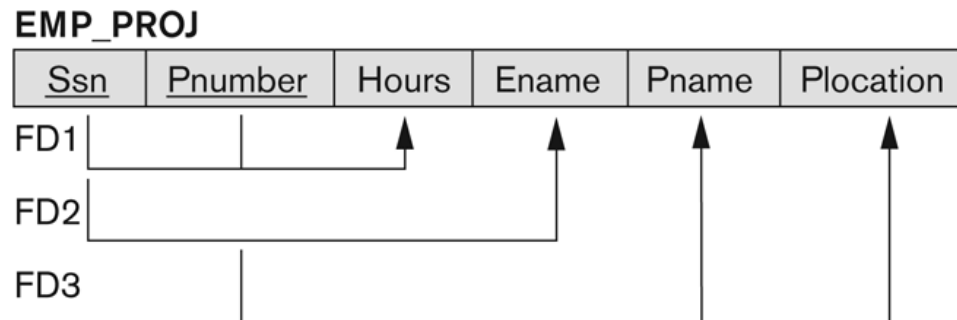 EMP_PROJ
Ssn Pnumber Hours Ename Pname Plocation
FD1
FD2
FD3